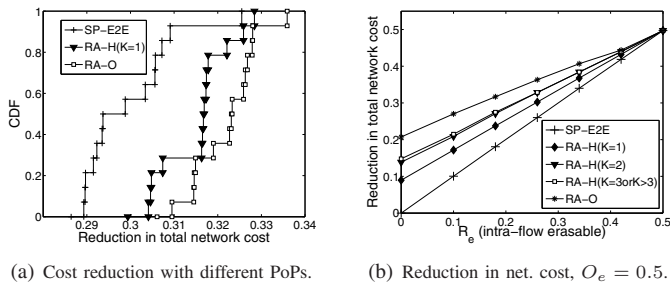 1
0.8
0.6
0.4
0.2
0
CDF
SP-E2E
RA-H(K=1)
RA-O
0.29 0.3 0.31 0.32 0.33 0.34
Reduction in total network cost
(a) Cost reduction with different PoPs.
0.5
0.4
0.3
0.2
0.1
0
Reduction in total network cost
SP-E2E
RA-H(K=1)
RA-H(K=2)
RA-H(K=3orK>3)
RA-O
0 0.1 0.2 0.3 0.4 0.5
R_e (intra-flow erasable)
(b) Reduction in net. cost, O_e = 0.5.